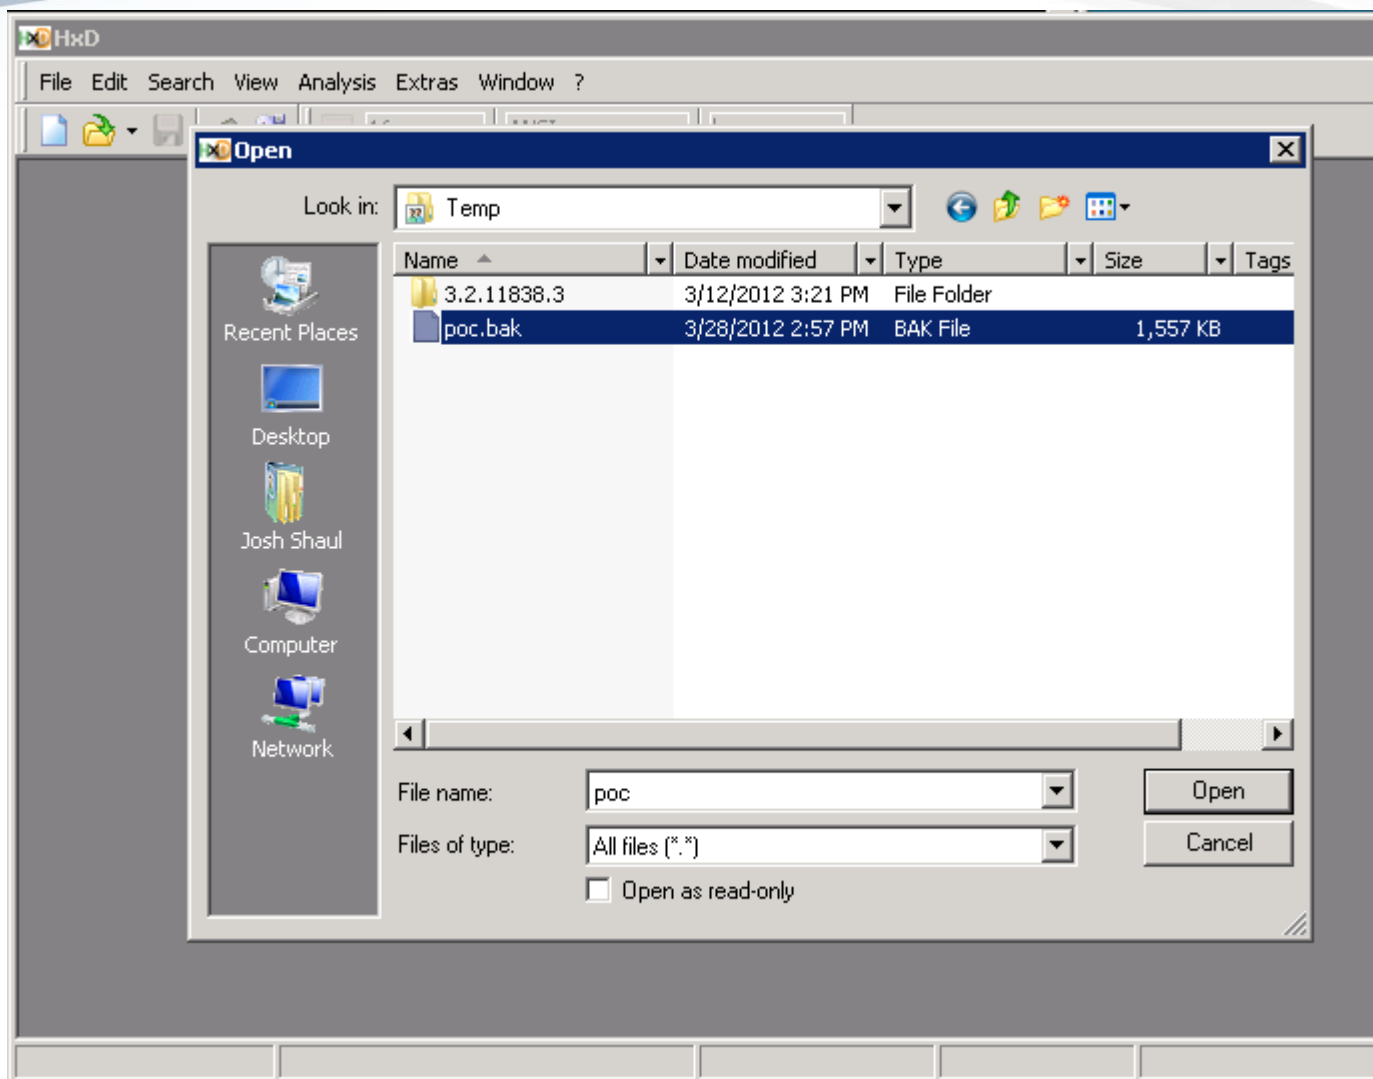 HxD
File Edit Search View Analysis Extras Window ?
Open
Look in: Temp
Name Date modified Type Size Tags
3.2.11838.3 3/12/2012 3:21 PM File Folder
poc.bak 3/28/2012 2:57 PM BAK File 1,557 KB
Recent Places
Desktop
Josh Shaul
Computer
Network
File name: poc Open
Files of type: All files (*.*) Cancel
Open as read-only